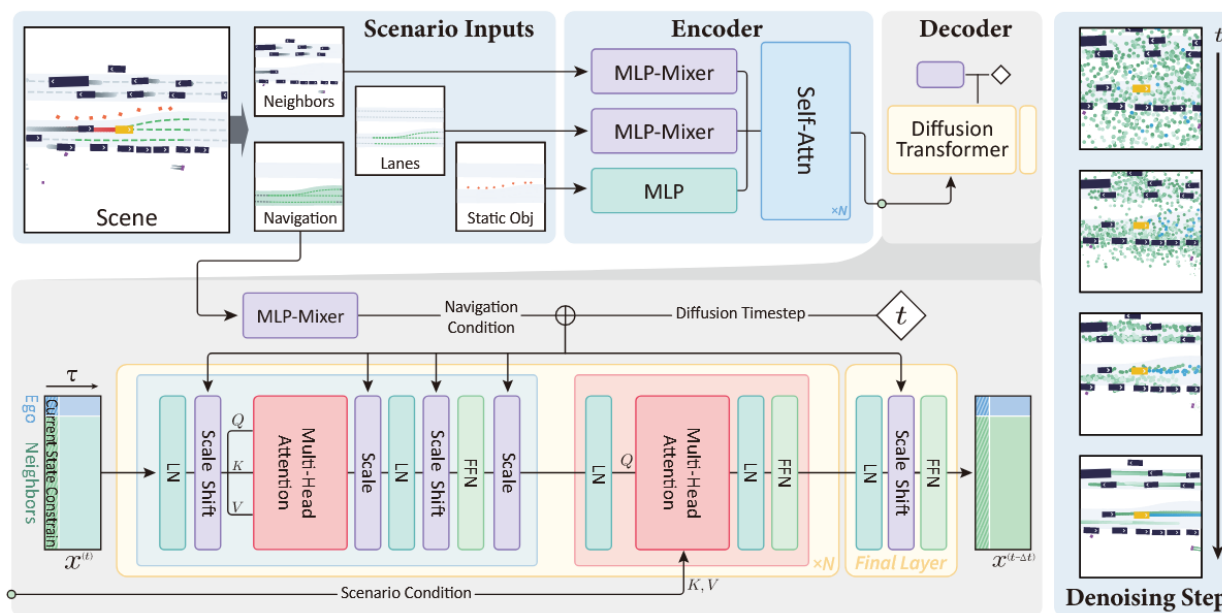 Scenario Inputs
Encoder
Decoder
t
Scene
Neighbors
Lanes
Navigation
Static Obj
MLP-Mixer
MLP-Mixer
MLP
Self-Attn
×N
Diffusion
Transformer
MLP-Mixer
Navigation
Condition
Diffusion Timestep
t
τ
Ego
Neighbors
Current State Constrain
x⁽ᵗ⁾
LN
Scale Shift
Q
K
V
Multi-Head
Attention
Scale
LN
Scale Shift
FFN
Scale
LN
Q
Multi-Head
Attention
LN
FFN
×N
LN
Scale Shift
FFN
Final Layer
x⁽ᵗ⁻Δᵗ⁾
K, V
Scenario Condition
Denoising Step